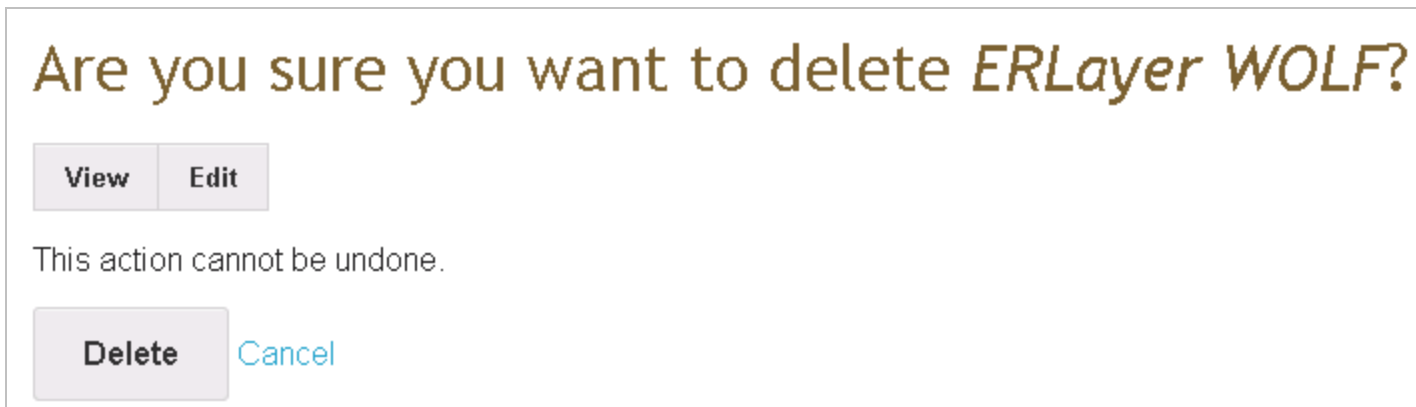 Are you sure you want to delete ERLayer WOLF?
View Edit
This action cannot be undone.
Delete Cancel